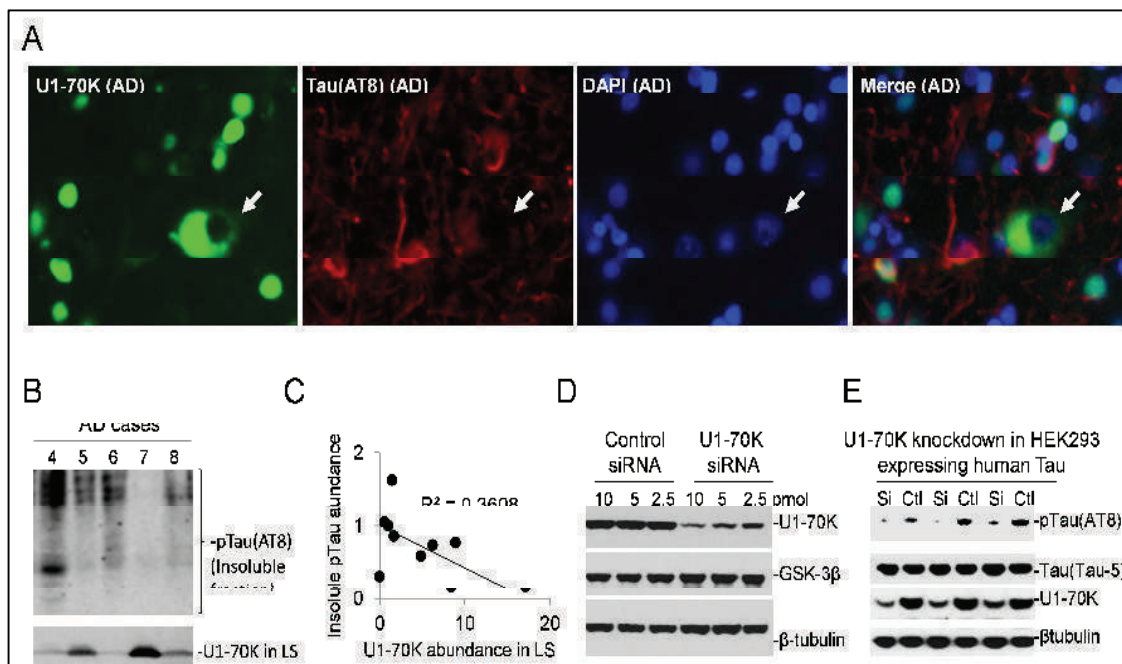 A
U1-70K (AD) Tau(AT8) (AD) DAPI (AD) Merge (AD)
B
AD cases
4 5 6 7 8
-pTau(AT8)
(Insoluble
fraction)
-U1-70K in LS
C
Insolule pTau abundance
2
1
0
R² = 0.3608
0 10 20
U1-70K abundance in LS
D
Control U1-70K
siRNA siRNA
10 5 2.5 10 5 2.5 pmol
-U1-70K
-GSK-3β
-β-tubulin
E
U1-70K knockdown in HEK293
expressing human Tau
Si Ctl Si Ctl Si Ctl
-pTau(AT8)
-Tau(Tau-5)
-U1-70K
-βtubulin